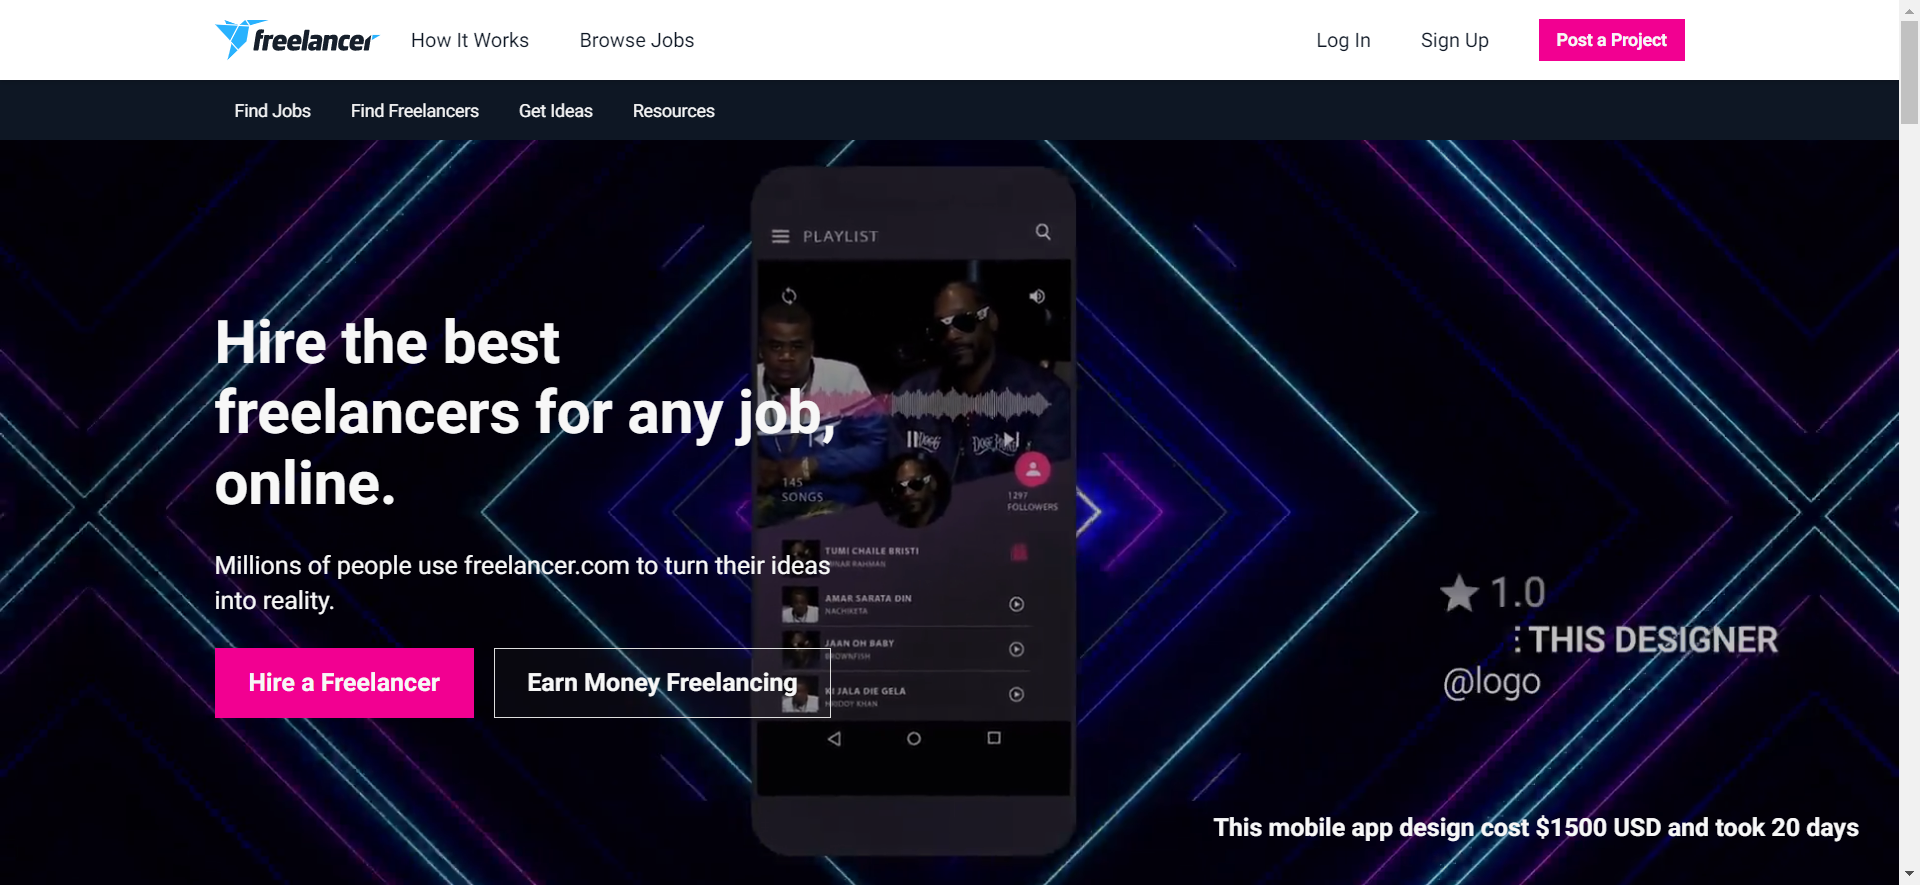 freelancer
How It Works
Browse Jobs
Log In
Sign Up
Post a Project
Find Jobs
Find Freelancers
Get Ideas
Resources
PLAYLIST
Hire the best
freelancers for any job,
online.
145
SONGS
1297
FOLLOWERS
Millions of people use freelancer.com to turn their ideas
into reality.
Hire a Freelancer
Earn Money Freelancing
TUMI CHAILE BRISTI
RAHMAN
AMAR SARATA DIN
NACHIKETA
JAAN OH BABY
BROWNFISH
KI JALA DIE GELA
HRIDOY KHAN
1.0
THIS DESIGNER
@logo
This mobile app design cost $1500 USD and took 20 days